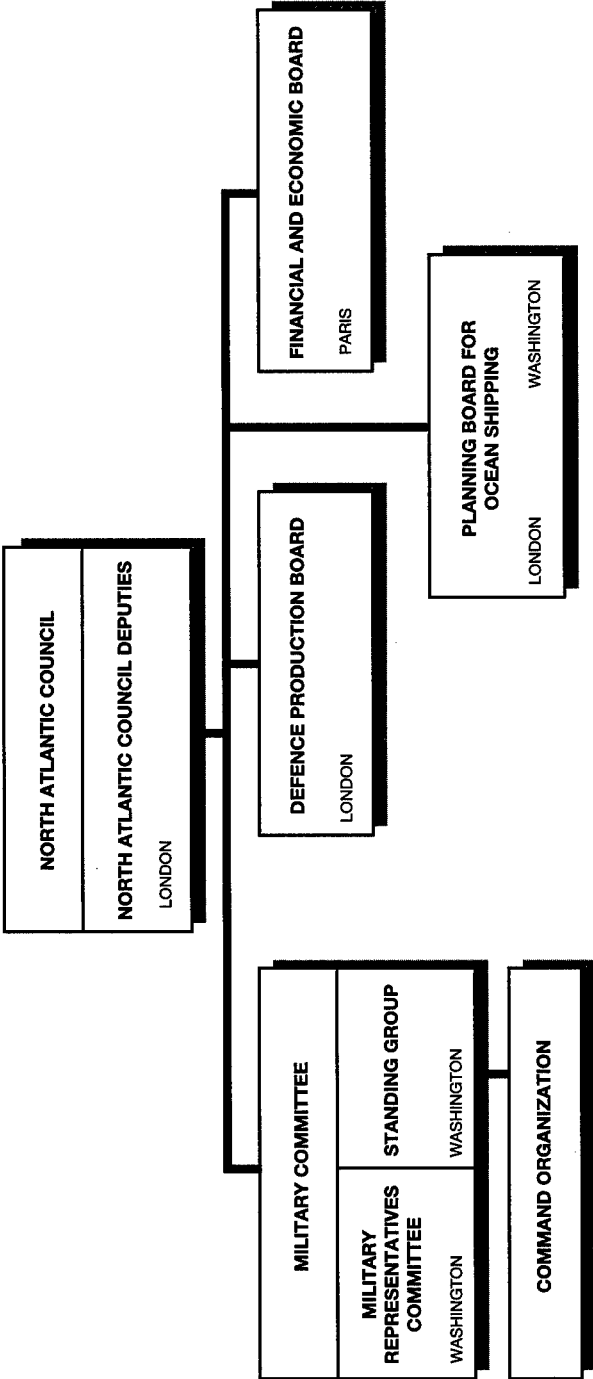 NORTH ATLANTIC COUNCIL
NORTH ATLANTIC COUNCIL DEPUTIES
LONDON
MILITARY COMMITTEE
MILITARY
REPRESENTATIVES
COMMITTEE
WASHINGTON
STANDING GROUP
WASHINGTON
COMMAND ORGANIZATION
DEFENCE PRODUCTION BOARD
LONDON
FINANCIAL AND ECONOMIC BOARD
PARIS
PLANNING BOARD FOR
OCEAN SHIPPING
LONDON WASHINGTON